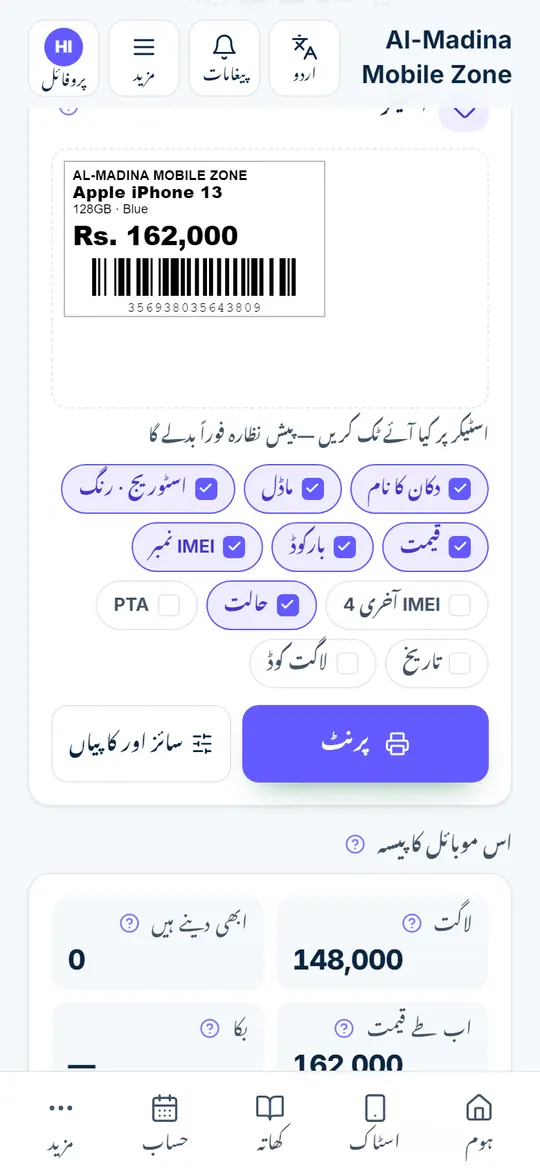 Al-Madina
Mobile Zone
اردو
پیغامات
مزید
HI
پروفائل
AL-MADINA MOBILE ZONE
Apple iPhone 13
128GB · Blue
Rs. 162,000
356938035643809
اسٹیکر پر کیا آئے ٹک کریں — پیش نظارہ فوراً بدلے گا
دکان کا نام
ماڈل
اسٹوریج · رنگ
قیمت
بارکوڈ
IMEI نمبر
IMEI آخری 4
حالت
PTA
تاریخ
لاگت کوڈ
پرنٹ
سائز اور کاپیاں
اس موبائل کا پیسہ
لاگت
148,000
ابھی دینے ہیں
0
اب طے قیمت
162,000
بکا
—
ہوم
اسٹاک
کھاتہ
حساب
مزید